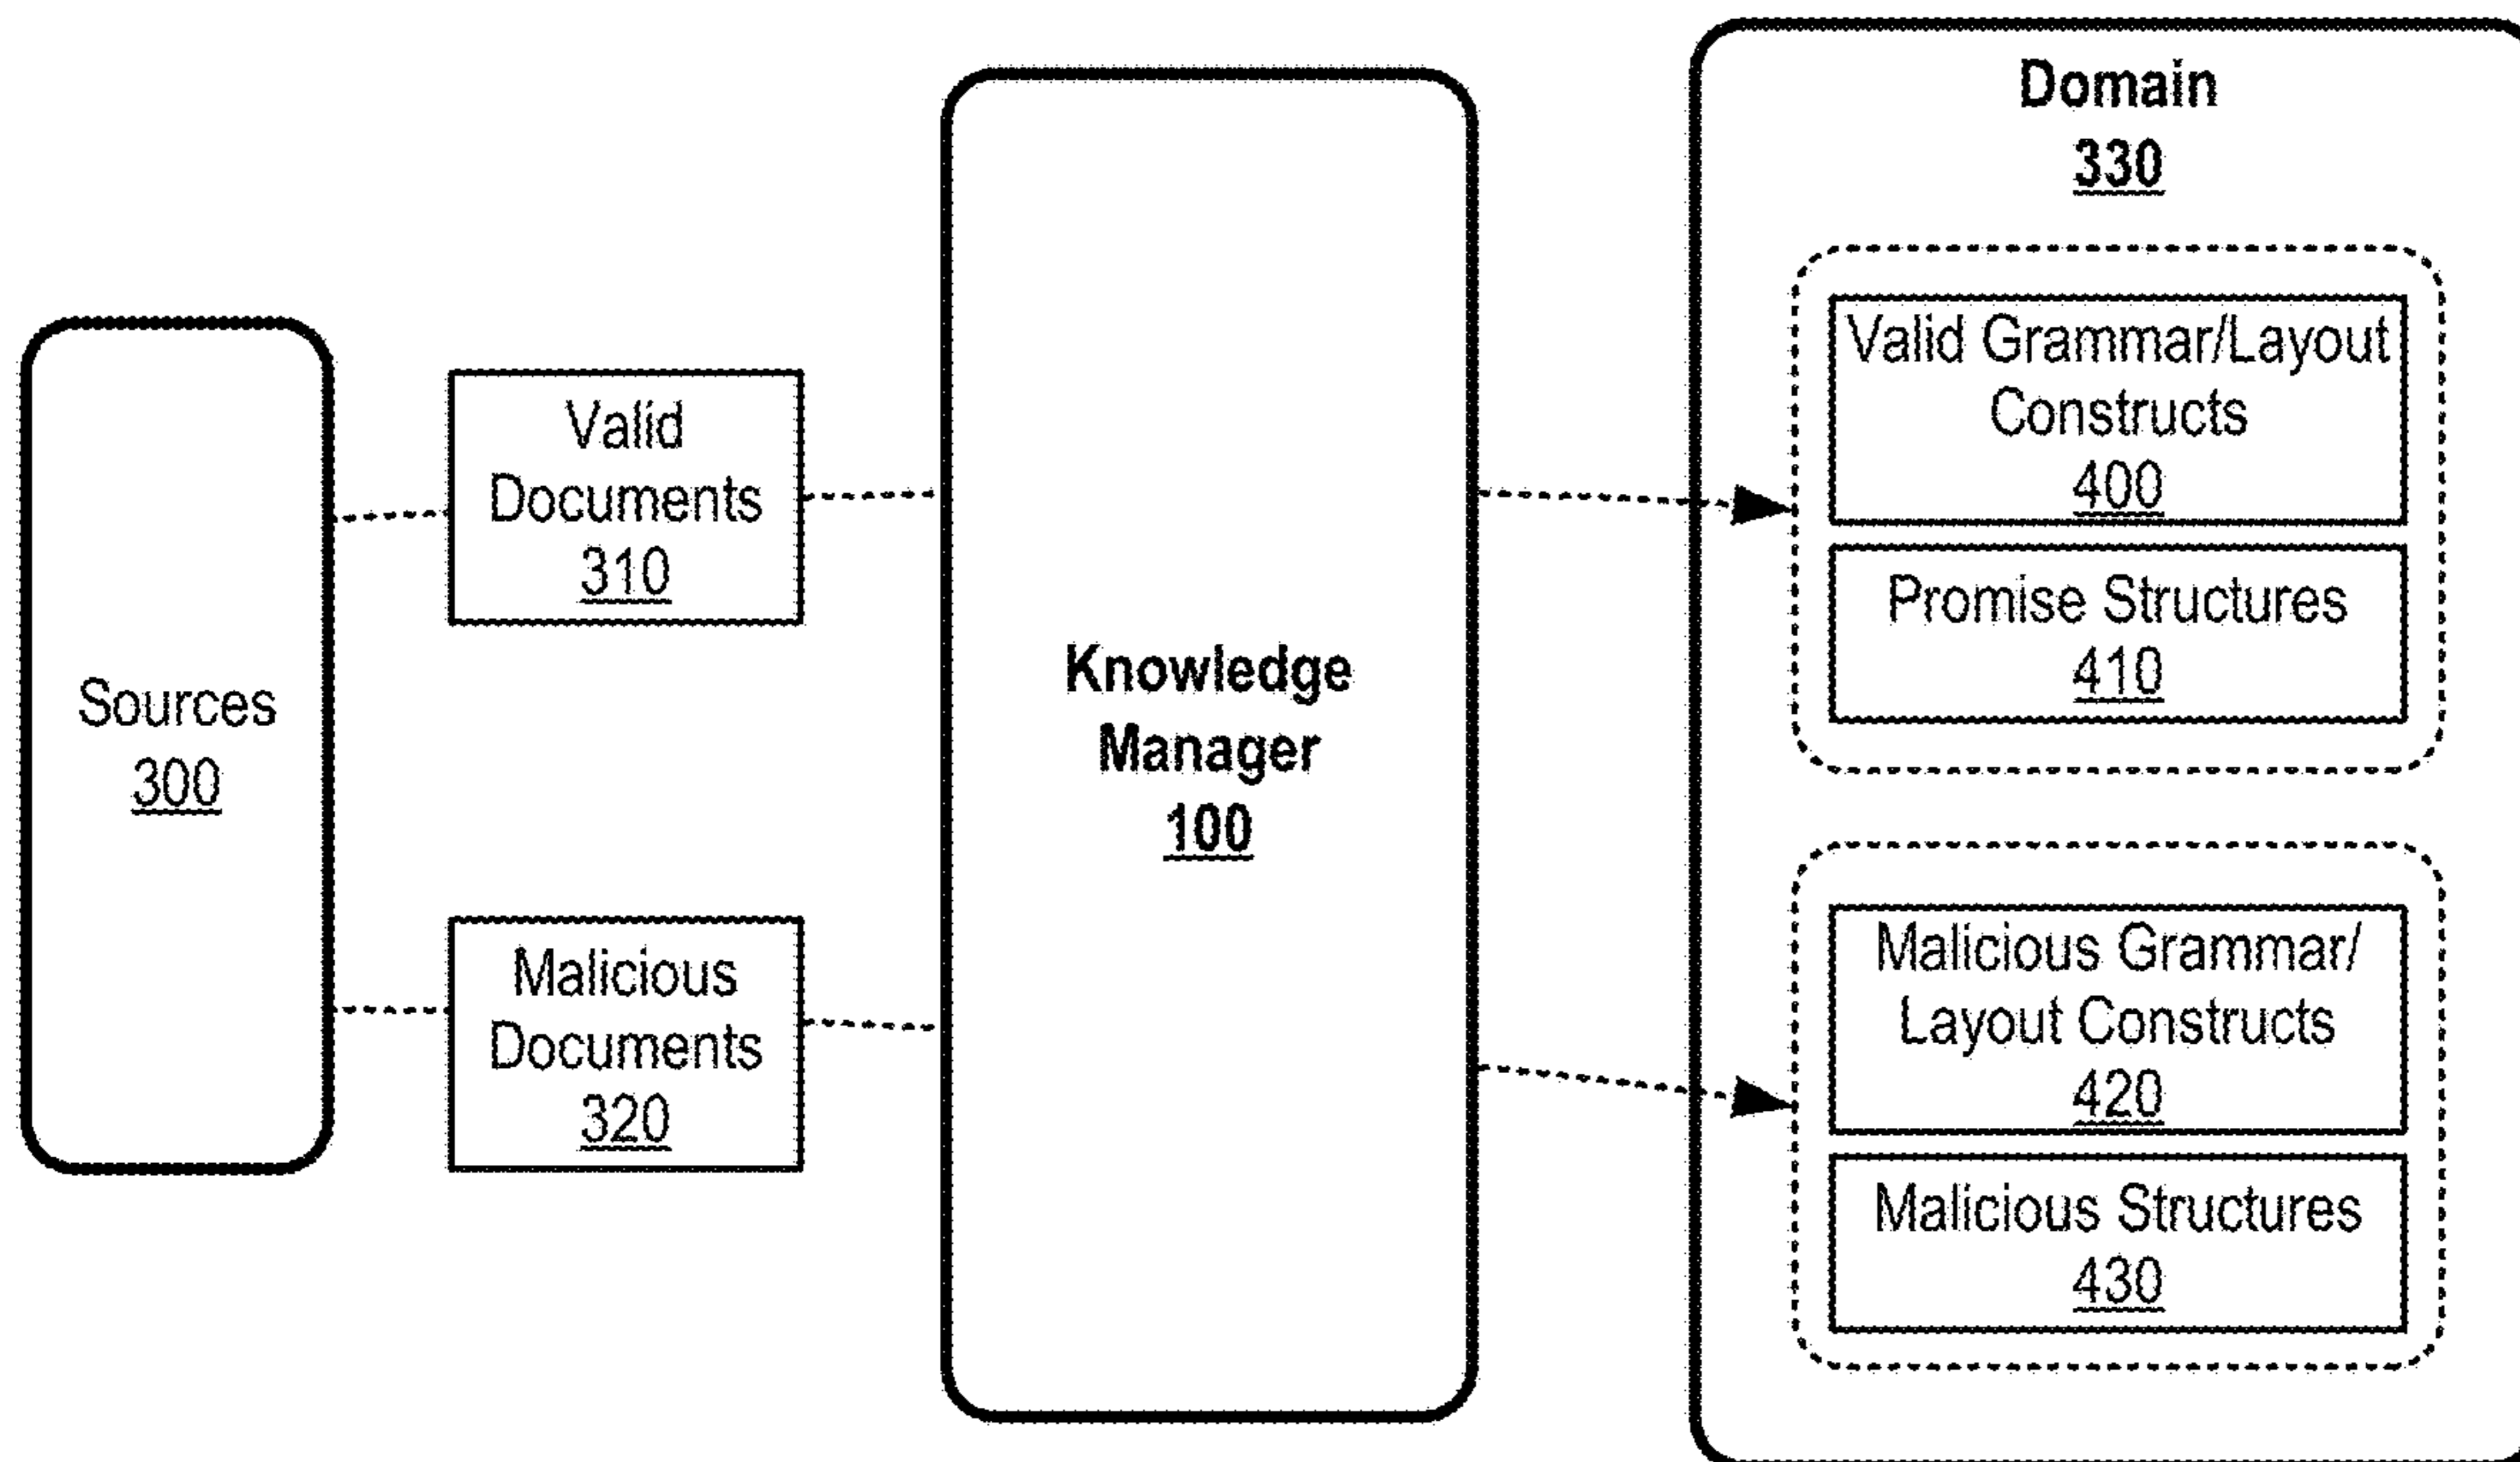 Sources
300
Valid
Documents
310
Malicious
Documents
320
Knowledge
Manager
100
Domain
330
Valid Grammar/Layout
Constructs
400
Promise Structures
410
Malicious Grammar/
Layout Constructs
420
Malicious Structures
430